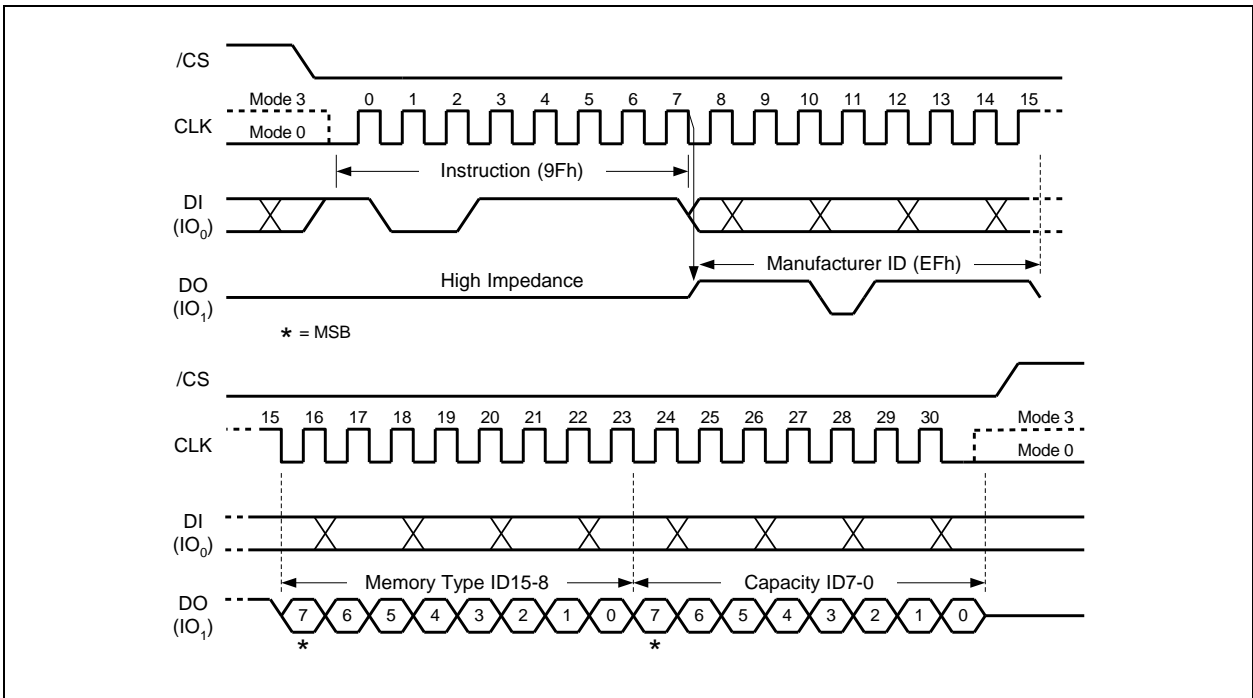 /CS
Mode 3 0 1 2 3 4 5 6 7 8 9 10 11 12 13 14 15
CLK
Mode 0
Instruction (9Fh)
DI
(IO0)
Manufacturer ID (EFh)
High Impedance
DO
(IO1)
* = MSB
/CS
15 16 17 18 19 20 21 22 23 24 25 26 27 28 29 30 Mode 3
CLK
Mode 0
DI
(IO0)
Memory Type ID15-8 Capacity ID7-0
DO
(IO1)
7 6 5 4 3 2 1 0 7 6 5 4 3 2 1 0
* *